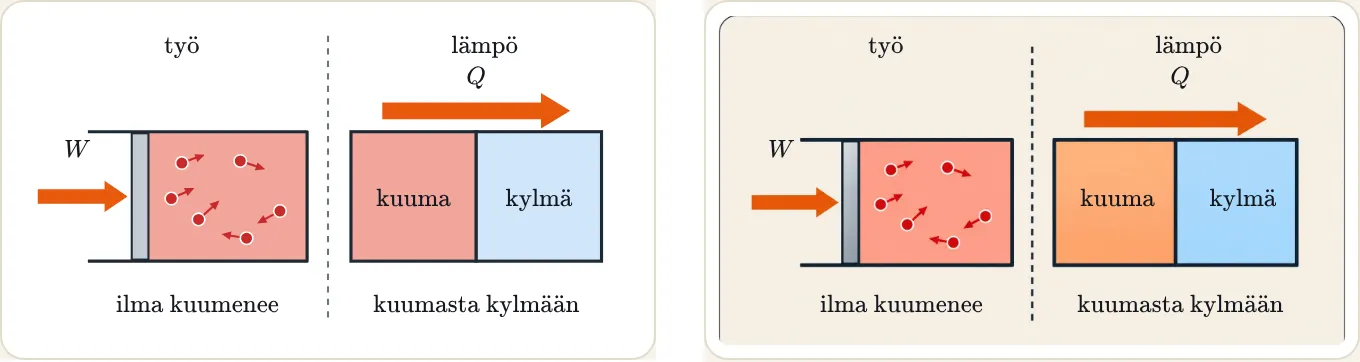 työ
lämpö
Q
W
kuuma
kylmä
ilma kuumenee
kuumasta kylmään
työ
lämpö
Q
W
kuuma
kylmä
ilma kuumenee
kuumasta kylmään